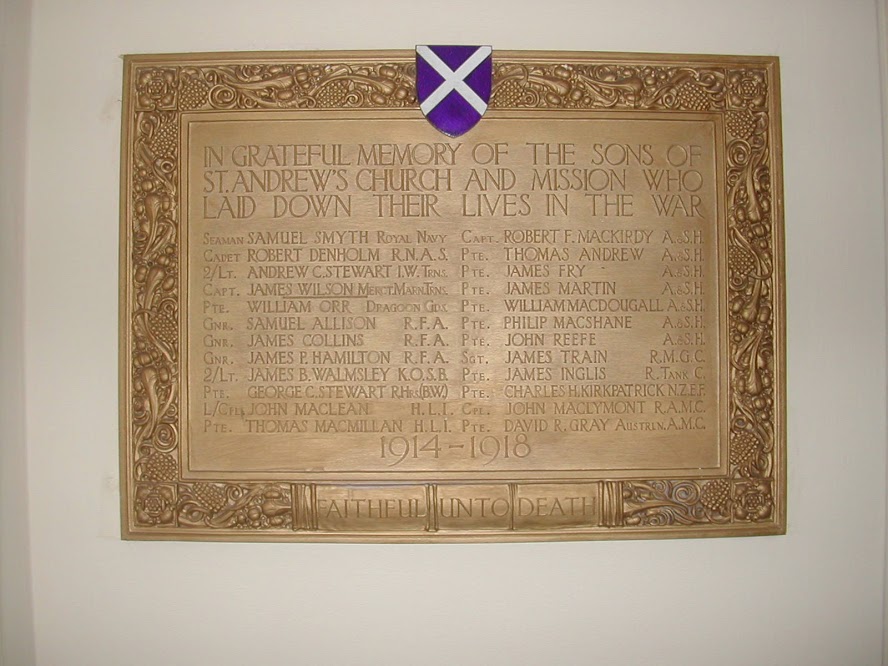 IN GRATEFUL MEMORY OF THE SONS OF
ST. ANDREW'S CHURCH AND MISSION WHO
LAID DOWN THEIR LIVES IN THE WAR
SEAMAN SAMUEL SMYTH ROYAL NAVY
CADET ROBERT DENHOLM R.N.A.S.
2/LT. ANDREW C. STEWART I.W. TRNS.
CAPT. JAMES WILSON MERCT. MARN. TRNS.
PTE. WILLIAM ORR DRAGOON GDS.
GNR. SAMUEL ALLISON R.F.A.
GNR. JAMES COLLINS R.F.A.
GNR. JAMES P. HAMILTON R.F.A.
2/LT. JAMES B. WALMSLEY K.O.S.B.
PTE. GEORGE C. STEWART R.HRS. (B.W.)
L/CPL. JOHN MACLEAN H.L.I.
PTE. THOMAS MACMILLAN H.L.I.
CAPT. ROBERT F. MACKIRDY A.&S.H.
PTE. THOMAS ANDREW A.&S.H.
PTE. JAMES FRY A.&S.H.
PTE. JAMES MARTIN A.&S.H.
PTE. WILLIAM MACDOUGALL A.&S.H.
PTE. PHILIP MACSHANE A.&S.H.
PTE. JOHN REEFE A.&S.H.
SGT. JAMES TRAIN R.M.G.C.
PTE. JAMES INGLIS R. TANK C.
PTE. CHARLES H. KIRKPATRICK N.Z.E.F.
CPL. JOHN MACLYMONT R.A.M.C.
PTE. DAVID R. GRAY AUSTRLN. A.M.C.
1914-1918
FAITHFUL UNTO DEATH